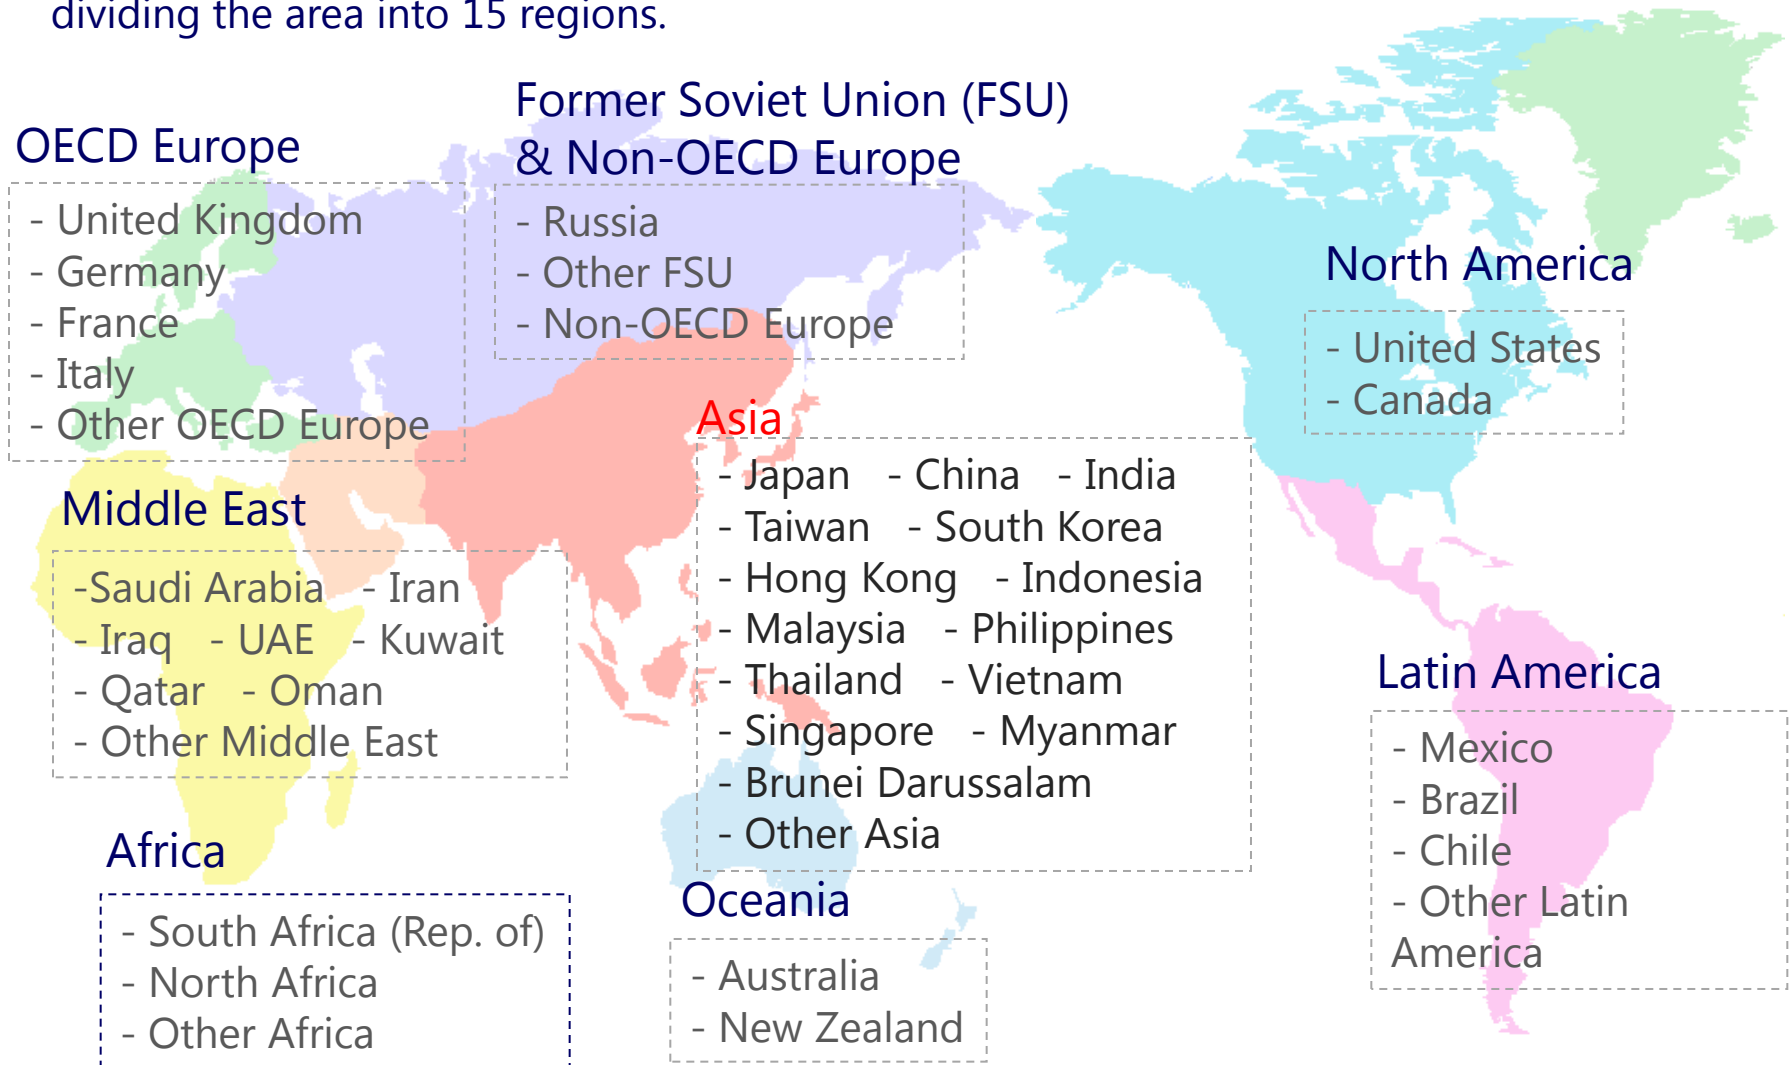 dividing the area into 15 regions.
Former Soviet Union (FSU)
& Non-OECD Europe
- Russia
- Other FSU
- Non-OECD Europe
OECD Europe
- United Kingdom
- Germany
- France
- Italy
- Other OECD Europe
North America
- United States
- Canada
Asia
- Japan - China - India
- Taiwan - South Korea
- Hong Kong - Indonesia
- Malaysia - Philippines
- Thailand - Vietnam
- Singapore - Myanmar
- Brunei Darussalam
- Other Asia
Middle East
-Saudi Arabia - Iran
- Iraq - UAE - Kuwait
- Qatar - Oman
- Other Middle East
Latin America
- Mexico
- Brazil
- Chile
- Other Latin
America
Africa
- South Africa (Rep. of)
- North Africa
- Other Africa
Oceania
- Australia
- New Zealand